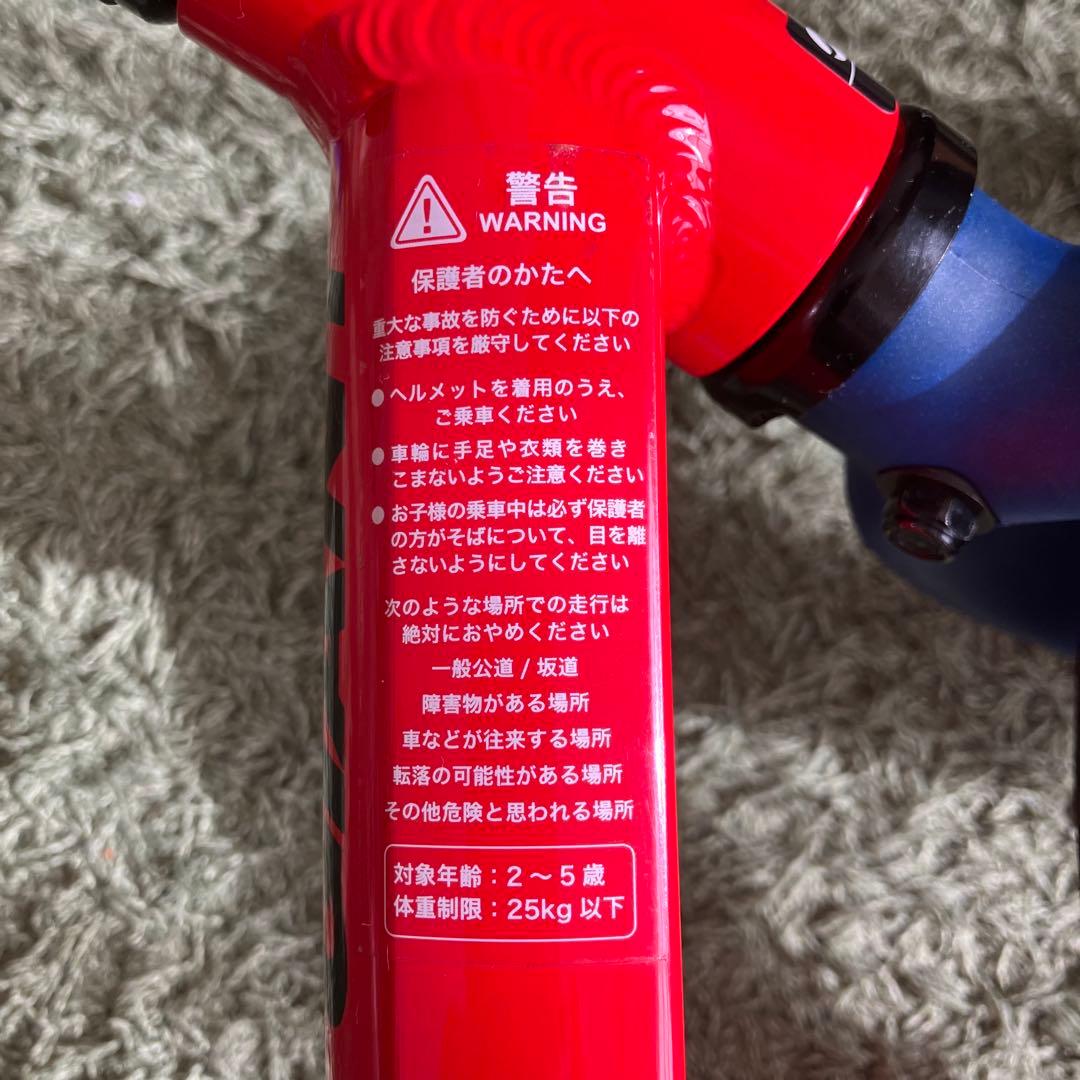 警告
WARNING
保護者のかたへ
重大な事故を防ぐために以下の
注意事項を厳守してください
●ヘルメットを着用のうえ、
ご乗車ください
●車輪に手足や衣類を巻き
こまないようご注意ください
●お子様の乗車中は必ず保護者
の方がそばについて、目を離
さないようにしてください
次のような場所での走行は
絶対におやめください
一般公道 / 坂道
障害物がある場所
車などが往来する場所
転落の可能性がある場所
その他危険と思われる場所
対象年齢：2～5歳
体重制限：25kg以下